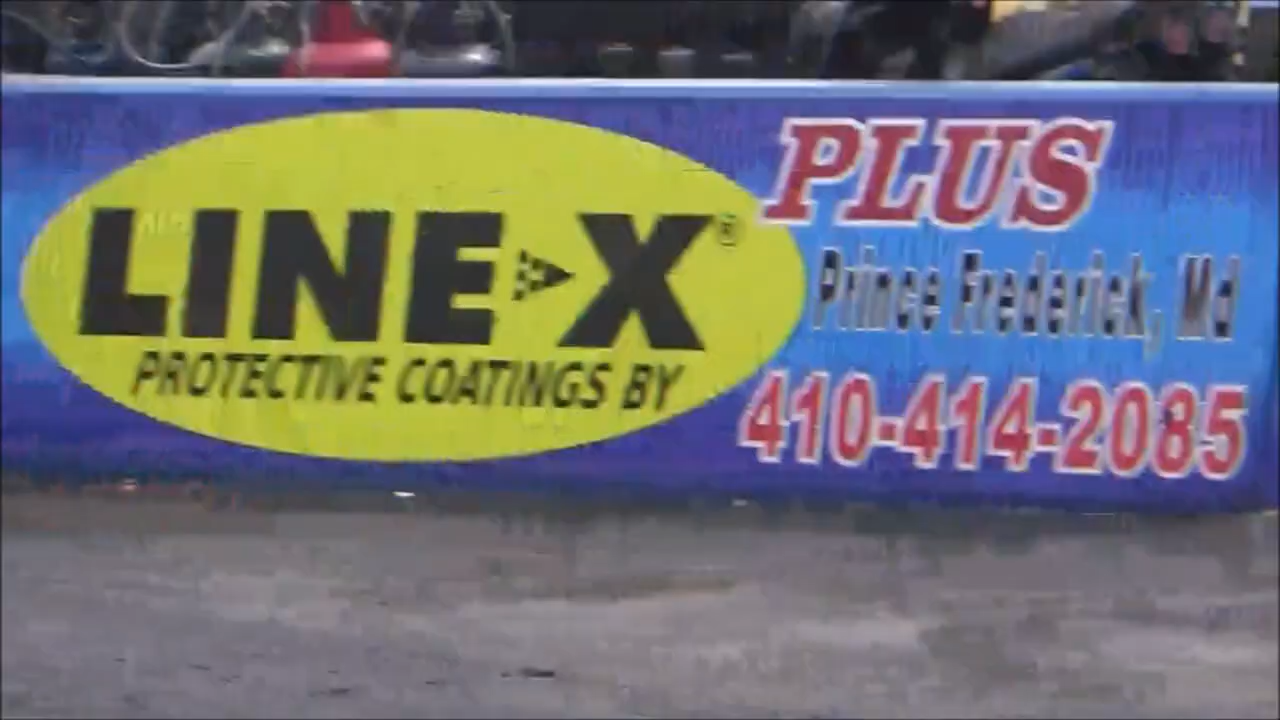 LINE-X®
PROTECTIVE COATINGS BY
PLUS
Prince Frederick, Md
410-414-2085